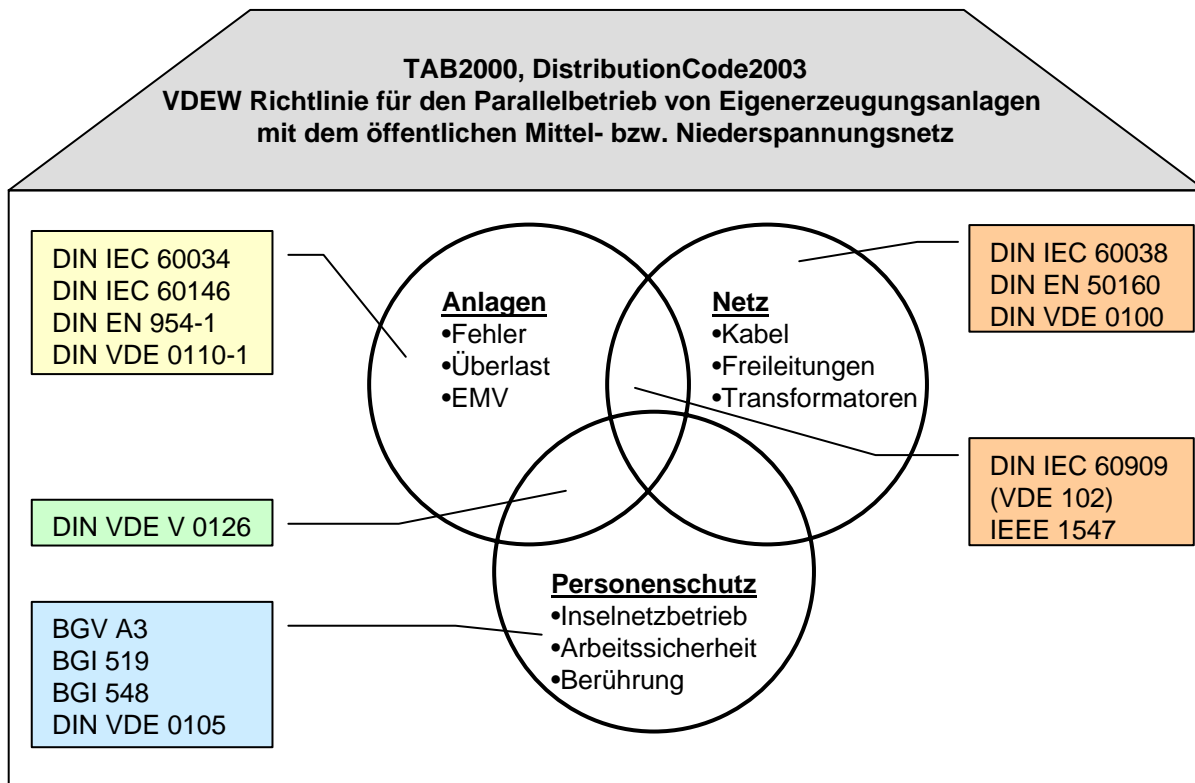 TAB2000, DistributionCode2003
VDEW Richtlinie für den Parallelbetrieb von Eigenerzeugungsanlagen
mit dem öffentlichen Mittel- bzw. Niederspannungsnetz
DIN IEC 60034
DIN IEC 60146
DIN EN 954-1
DIN VDE 0110-1
Anlagen
•Fehler
•Überlast
•EMV
Netz
•Kabel
•Freileitungen
•Transformatoren
DIN IEC 60038
DIN EN 50160
DIN VDE 0100
DIN IEC 60909
(VDE 102)
IEEE 1547
DIN VDE V 0126
Personenschutz
•Inselnetzbetrieb
•Arbeitssicherheit
•Berührung
BGV A3
BGI 519
BGI 548
DIN VDE 0105